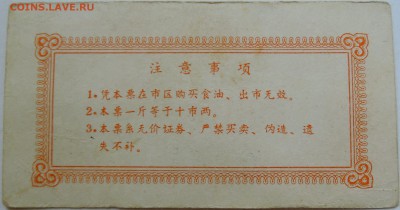 COINS.LAVE.RU
注意事項
1. 凭本票在市区购买食油、出市无效。
2. 本票一斤等于十市两。
3. 本票系无价证券、严禁买卖、伪造、遗
失不补。